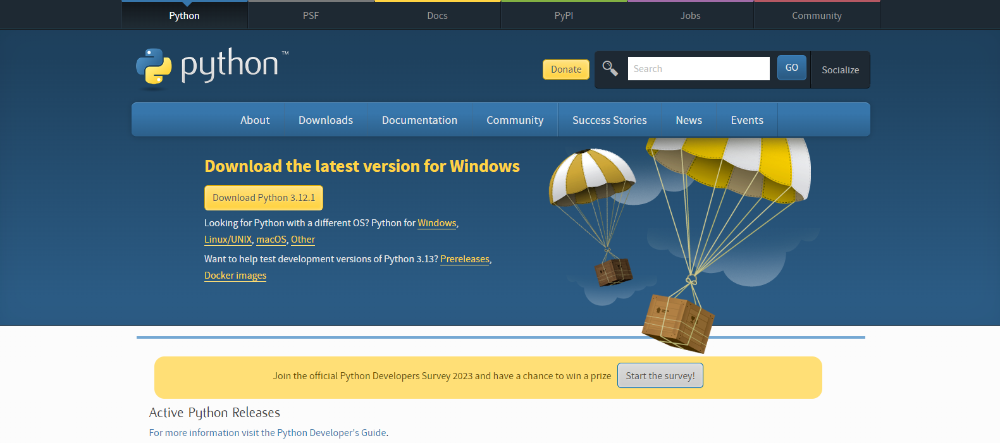 Python PSF Docs PyPI Jobs Community
python™
Donate Search GO Socialize
About Downloads Documentation Community Success Stories News Events
Download the latest version for Windows
Download Python 3.12.1
Looking for Python with a different OS? Python for Windows,
Linux/UNIX, macOS, Other
Want to help test development versions of Python 3.13? Prereleases,
Docker images
Join the official Python Developers Survey 2023 and have a chance to win a prize Start the survey!
Active Python Releases
For more information visit the Python Developer's Guide.